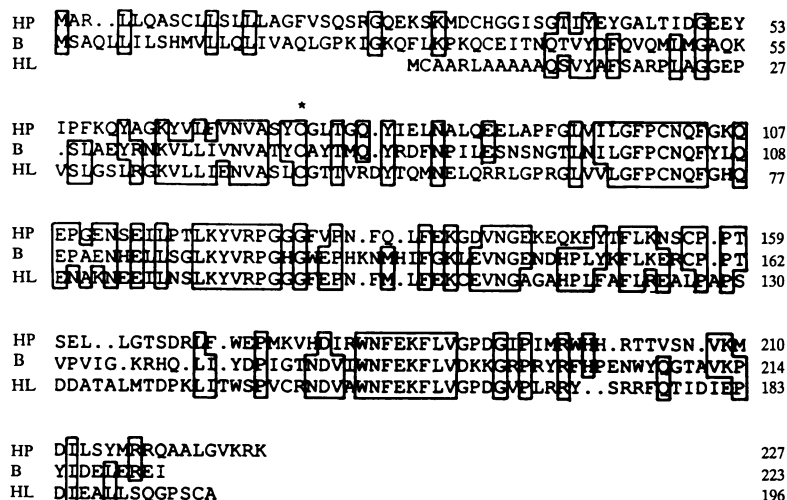 HP MAR..LLQASCLLSLLLAGFVSQSRGQEKSKMDCHGGISGTIYEYGALTIDGEEY 53
B MSAQLLILSHMVLLQLIVAQLGPKIGKQFLKPKQCEITNQTVYDFQVQMLMGAQK 55
HL MCAARLAAAAAQSVYAFSARPLAGGEP 27
*
HP IPFKQYAGKYVLFVNVASYCGLTGQ.YIELNALQEELAPFGLVILGFPCNQFGKQ 107
B .SLAEYRNKVLLIVNVATYCAYTMQ.YRDFNPILESNSNGTLNILGFPCNQFYLQ 108
HL VSLGSLRGKVLLIENVASLCGTTVRDYTQMNELQRRLGPRGLVVLGFPCNQFGHQ 77
HP EPGENSEILPTLKYVRPGGGFVPN.FQ.LFEKGDVNGEKEQKFYTFLKNSCP.PT 159
B EPAENHELLSGLKYVRPGHGWEPHKNMHIFGKLEVNGENDHPLYKFLKERCP.PT 162
HL ENAKNEEILNSLKYVRPGGGFEPN.FM.LFEKCEVNGAGAHPLFAFLREALPAPS 130
HP SEL..LGTSDRLF.WEPMKVHDIRWNFEKFLVGPDGIPIMRWHH.RTTVSN.VKM 210
B VPVIG.KRHQ.LI.YDPIGTNDVIWNFEKFLVDKKGRPRYRFHPENWYQGTAVKP 214
HL DDATALMTDPKLITWSPVCRNDVAWNFEKFLVGPDGVPLRRY..SRRFQTIDIEP 183
HP DILSYMRRQAALGVKRK 227
B YIDELEREI 223
HL DIEALLSQGPSCA 196